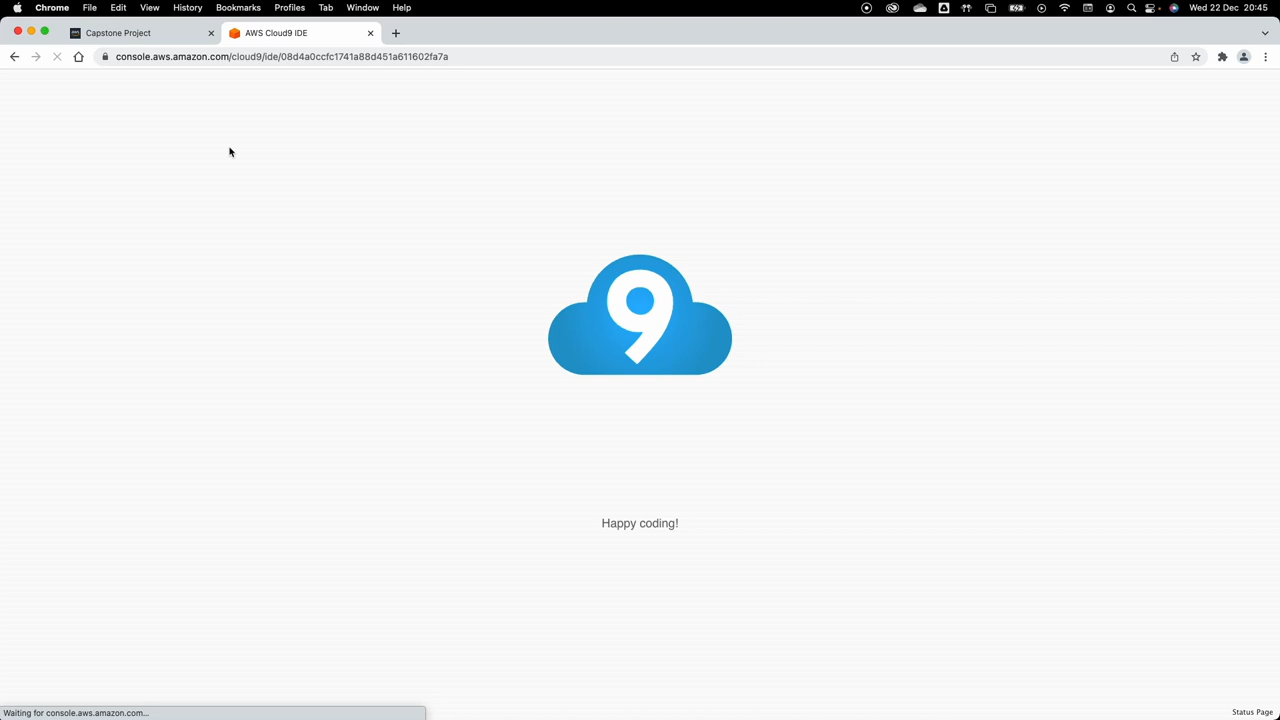 Chrome File Edit View History Bookmarks Profiles Tab Window Help Wed 22 Dec 20:45
Capstone Project AWS Cloud9 IDE
console.aws.amazon.com/cloud9/ide/08d4a0ccfc1741a88d451a611602fa7a
9
Happy coding!
Waiting for console.aws.amazon.com...
Status Page